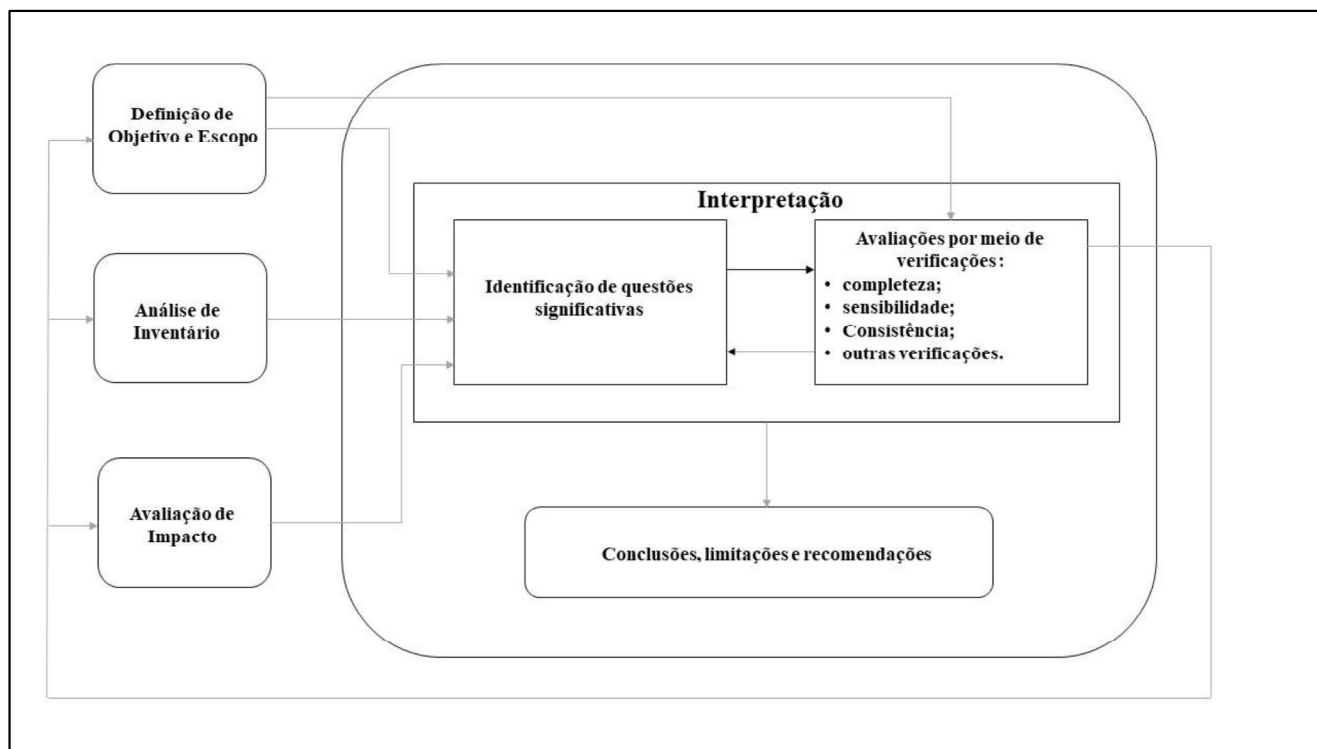 Definição de
Objetivo e Escopo
Análise de
Inventário
Avaliação de
Impacto
Interpretação
Identificação de questões
significativas
Avaliações por meio de
verificações :
• completeza;
• sensibilidade;
• Consistência;
• outras verificações.
Conclusões, limitações e recomendações